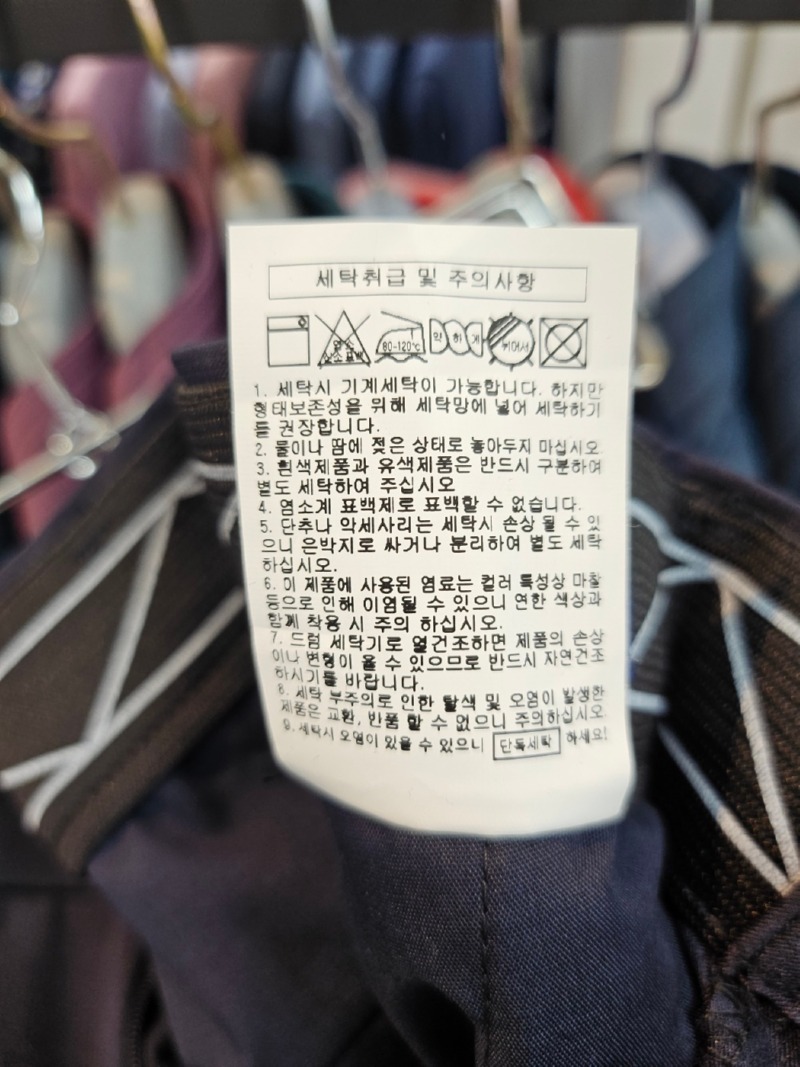 세탁취급 및 주의사항
염소
산소표백
80-120℃
약하게
뉘어서
1. 세탁시 기계세탁이 가능합니다. 하지만
형태보존성을 위해 세탁망에 넣어 세탁하기
를 권장합니다.
2. 물이나 땀에 젖은 상태로 놓아두지 마십시오
3. 흰색제품과 유색제품은 반드시 구분하여
별도 세탁하여 주십시오
4. 염소계 표백제로 표백할 수 없습니다.
5. 단추나 악세사리는 세탁시 손상 될 수 있
으니 은박지로 싸거나 분리하여 별도 세탁
하십시오.
6. 이 제품에 사용된 염료는 컬러 특성상 마찰
등으로 인해 이염될 수 있으니 연한 색상과
함께 착용 시 주의 하십시오.
7. 드럼 세탁기로 열건조하면 제품의 손상
이나 변형이 올 수 있으므로 반드시 자연건조
하시기를 바랍니다.
8. 세탁 부주의로 인한 탈색 및 오염이 발생한
제품은 교환, 반품 할 수 없으니 주의하십시오
9. 세탁시 오염이 있을 수 있으니 단독세탁 하세요!